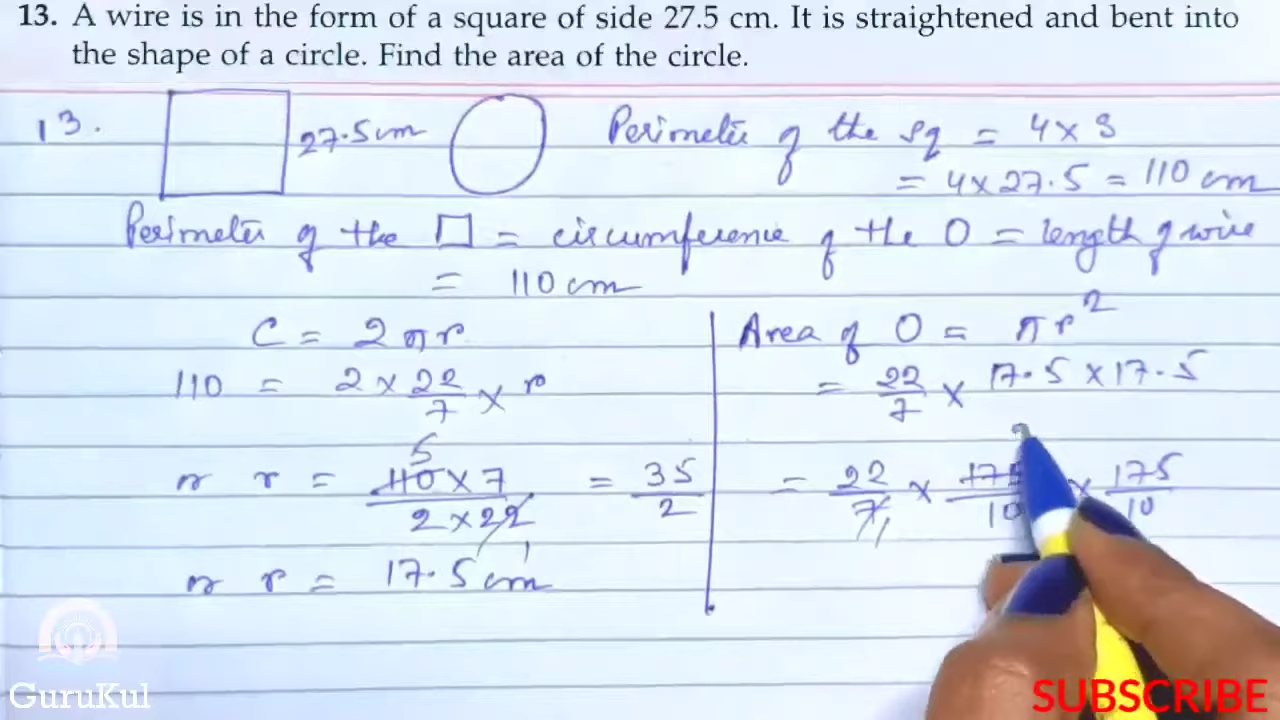 13. A wire is in the form of a square of side 27.5 cm. It is straightened and bent into
the shape of a circle. Find the area of the circle.
13.
27.5cm
Perimeter of the sq = 4 x S
= 4 x 27.5 = 110 cm
Perimeter of the □ = circumference of the O = length of wire
= 110 cm
C = 2πr
110 = 2 x 22/7 x r
or r = 110 x 7 / 2 x 22 = 35/2
5
1
or r = 17.5 cm
Area of O = πr²
= 22/7 x 17.5 x 17.5
= 22/7 x 175/10 x 175/10
1
GuruKul
SUBSCRIBE